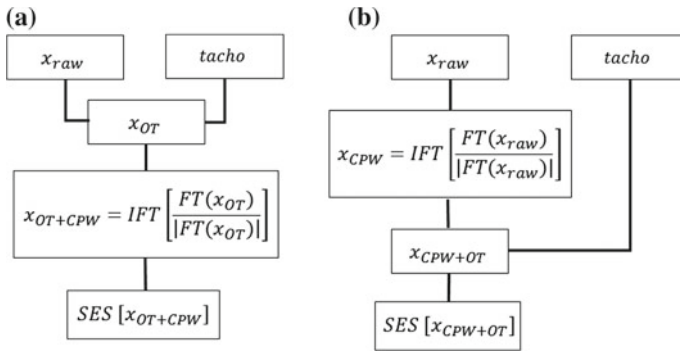 (a)
x_raw
tacho
x_OT
x_OT+CPW = IFT [FT(x_OT) / |FT(x_OT)|]
SES [x_OT+CPW]
(b)
x_raw
tacho
x_CPW = IFT [FT(x_raw) / |FT(x_raw)|]
x_CPW+OT
SES [x_CPW+OT]